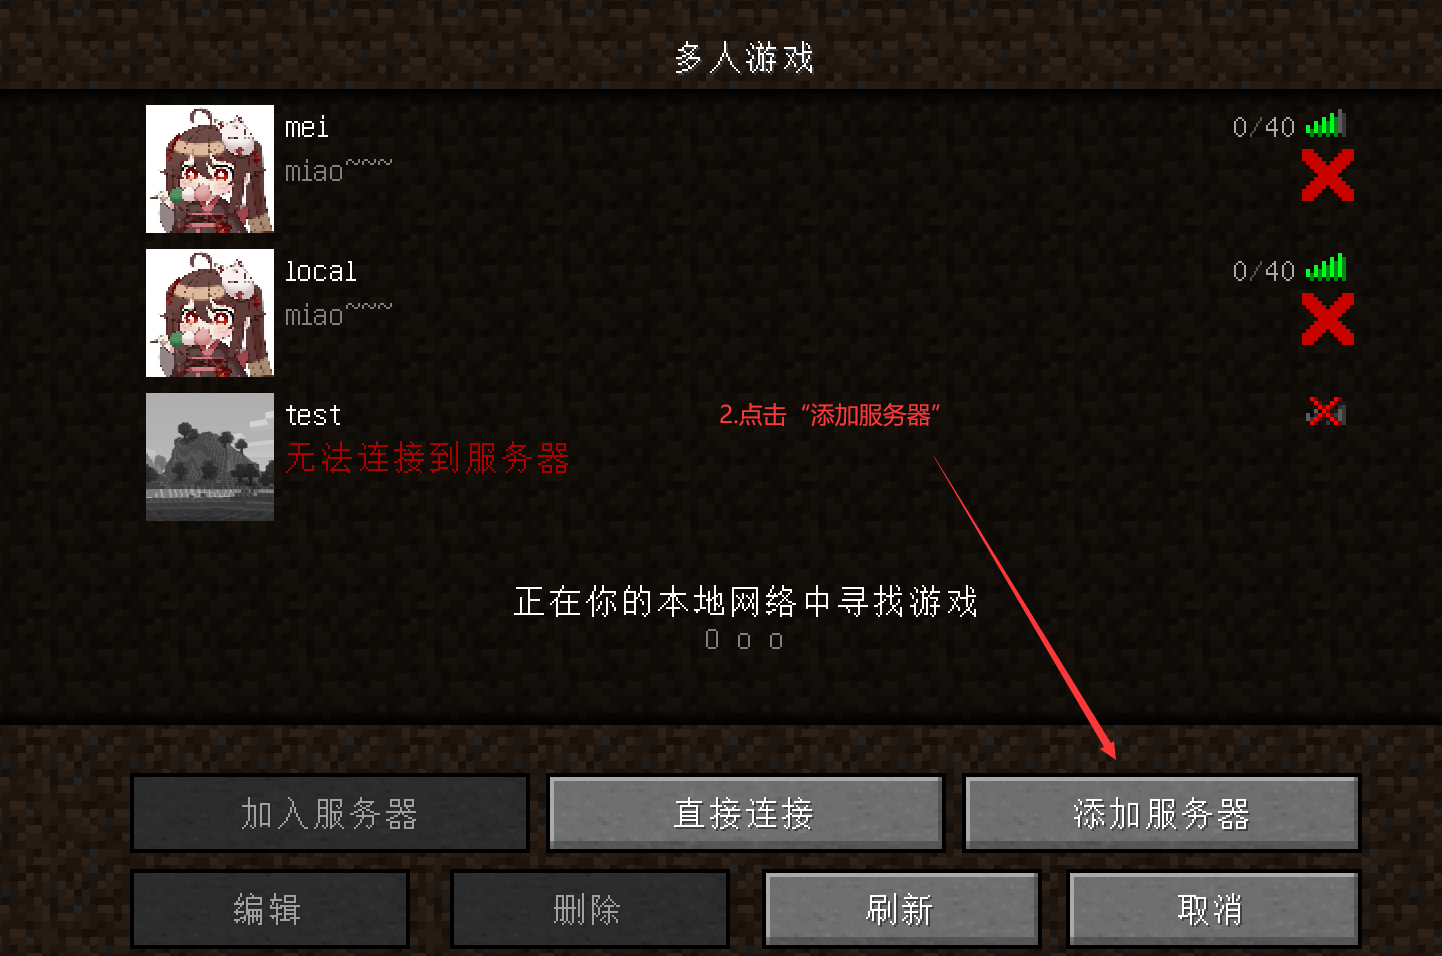 多人游戏
mei
0/40
miao~~~
local
0/40
miao~~~
test
2.点击“添加服务器”
无法连接到服务器
正在你的本地网络中寻找游戏
O o o
加入服务器
直接连接
添加服务器
编辑
删除
刷新
取消